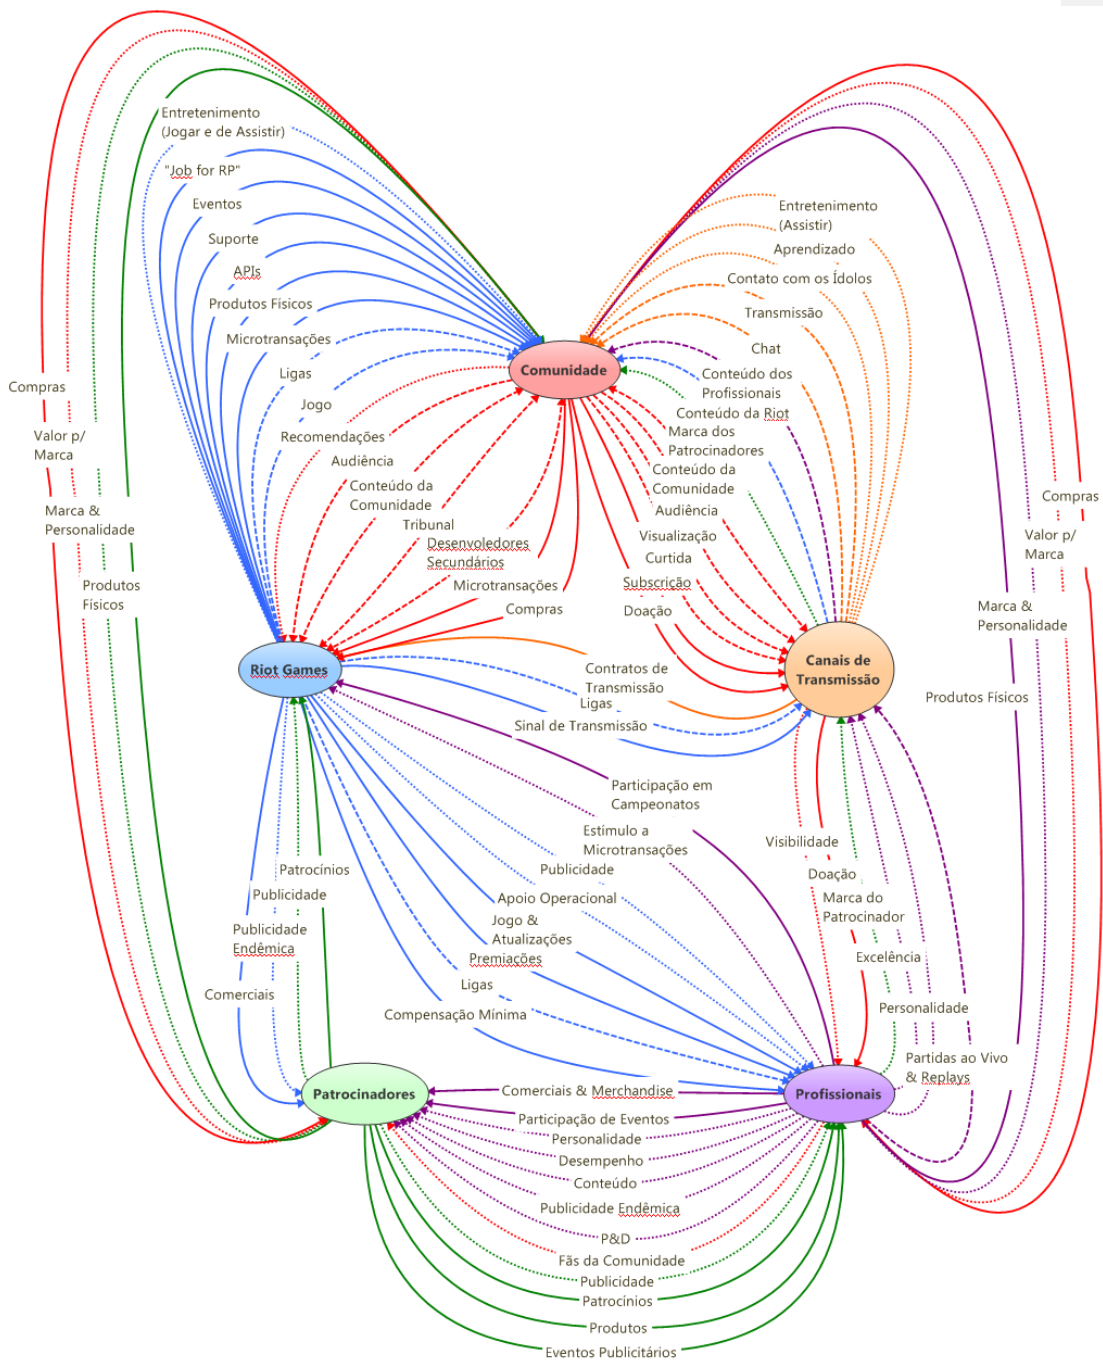 Entretenimento
(Jogar e de Assistir)
"Job for RP"
Eventos
Suporte
APIs
Produtos Físicos
Microtransações
Ligas
Jogo
Recomendações
Audiência
Conteúdo da
Comunidade
Tribunal
Desenvoledores
Secundários
Microtransações
Compras
Compras
Valor p/
Marca
Marca &
Personalidade
Produtos
Físicos
Comunidade
Entretenimento
(Assistir)
Aprendizado
Contato com os Ídolos
Transmissão
Chat
Conteúdo dos
Profissionais
Conteúdo da Riot
Marca dos
Patrocinadores
Conteúdo da
Comunidade
Audiência
Visualização
Curtida
Subscrição
Doação
Compras
Valor p/
Marca
Marca &
Personalidade
Produtos Físicos
Riot Games
Canais de
Transmissão
Contratos de
Transmissão
Ligas
Sinal de Transmissão
Participação em
Campeonatos
Estímulo a
Microtransações
Publicidade
Apoio Operacional
Jogo &
Atualizações
Premiações
Ligas
Compensação Mínima
Patrocínios
Publicidade
Publicidade
Endêmica
Comerciais
Visibilidade
Doação
Marca do
Patrocinador
Excelência
Personalidade
Partidas ao Vivo
& Replays
Patrocinadores
Profissionais
Comerciais & Merchandise
Participação de Eventos
Personalidade
Desempenho
Conteúdo
Publicidade Endêmica
P&D
Fãs da Comunidade
Publicidade
Patrocínios
Produtos
Eventos Publicitários